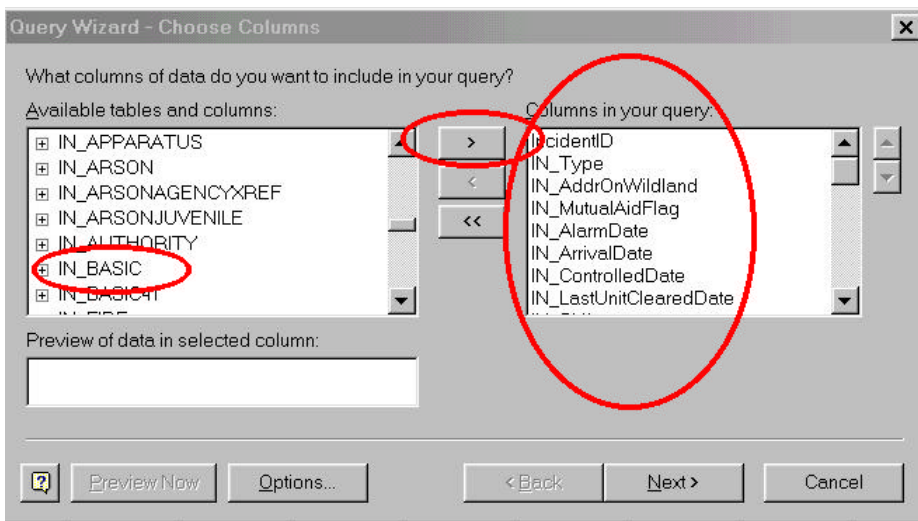 Query Wizard - Choose Columns
What columns of data do you want to include in your query?
Available tables and columns:
Columns in your query:
IN_APPARATUS
IN_ARSON
IN_ARSONAGENCYXREF
IN_ARSONJUVENILE
IN_AUTHORITY
IN_BASIC
IN_BASIC41
>
<
<<
IncidentID
IN_Type
IN_AddrOnWildland
IN_MutualAidFlag
IN_AlarmDate
IN_ArrivalDate
IN_ControlledDate
IN_LastUnitClearedDate
Preview of data in selected column:
?
Preview Now
Options...
< Back
Next >
Cancel